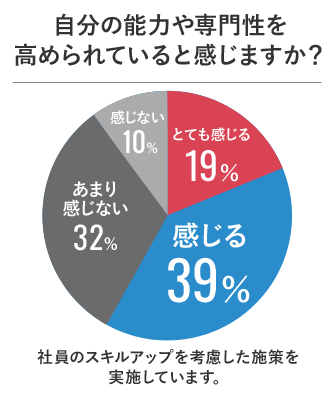 自分の能力や専門性を
高められていると感じますか？
感じない
10%
とても感じる
19%
あまり
感じない
32%
感じる
39%
社員のスキルアップを考慮した施策を
実施しています。